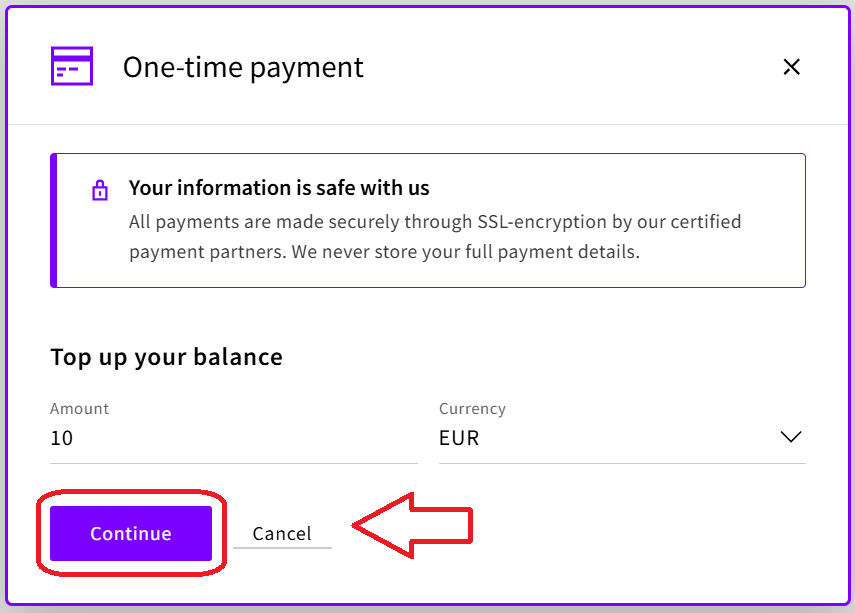 One-time payment
Your information is safe with us
All payments are made securely through SSL-encryption by our certified
payment partners. We never store your full payment details.
Top up your balance
Amount
10
Currency
EUR
Continue
Cancel